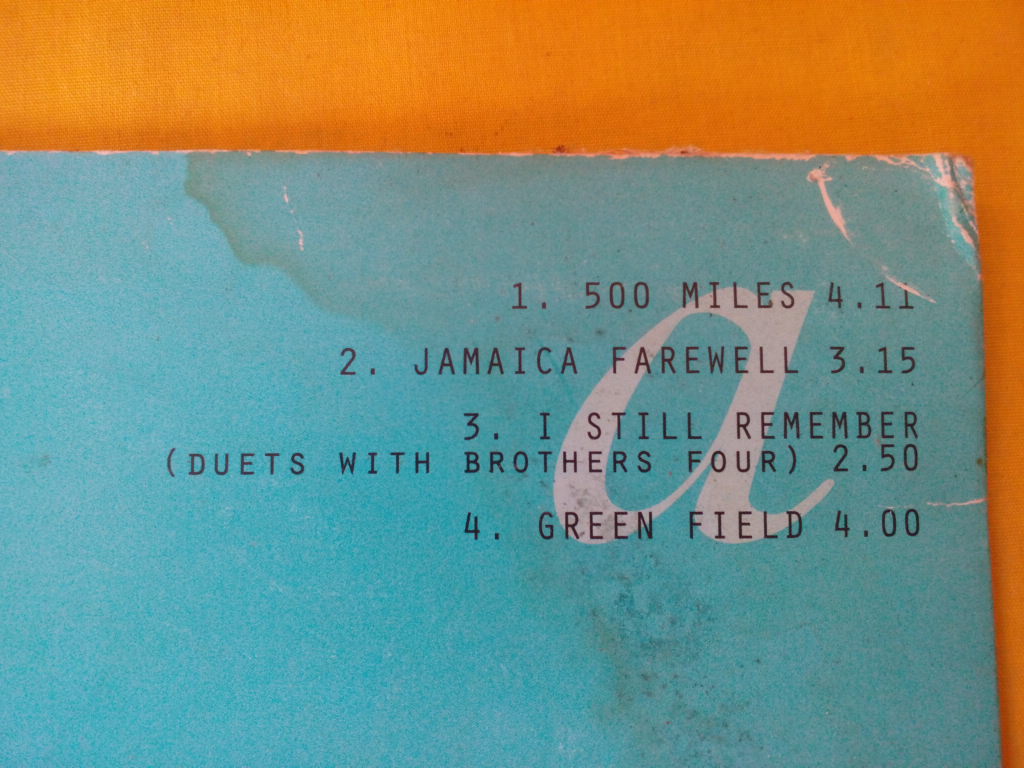 a
1. 500 MILES 4.11
2. JAMAICA FAREWELL 3.15
3. I STILL REMEMBER
(DUETS WITH BROTHERS FOUR) 2.50
4. GREEN FIELD 4.00